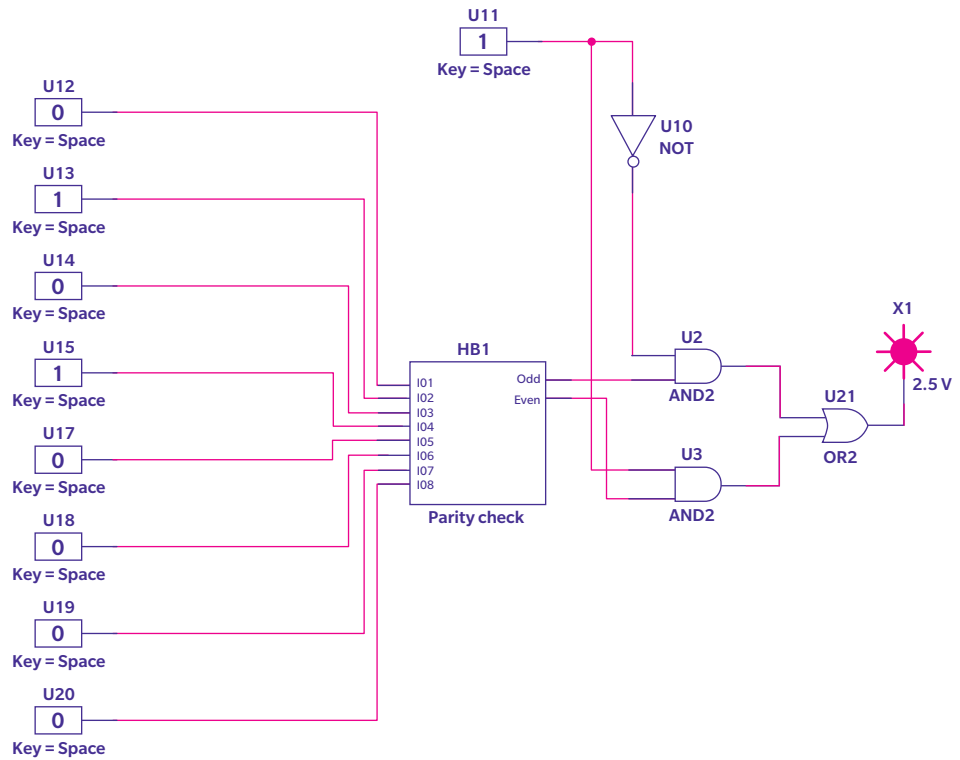 U11
1
Key = Space
U12
0
Key = Space
U10
NOT
U13
1
Key = Space
U14
0
Key = Space
X1
2.5 V
U15
1
Key = Space
HB1
I01
I02
I03
I04
I05
I06
I07
I08
Odd
Even
Parity check
U2
AND2
U21
OR2
U17
0
Key = Space
U3
AND2
U18
0
Key = Space
U19
0
Key = Space
U20
0
Key = Space